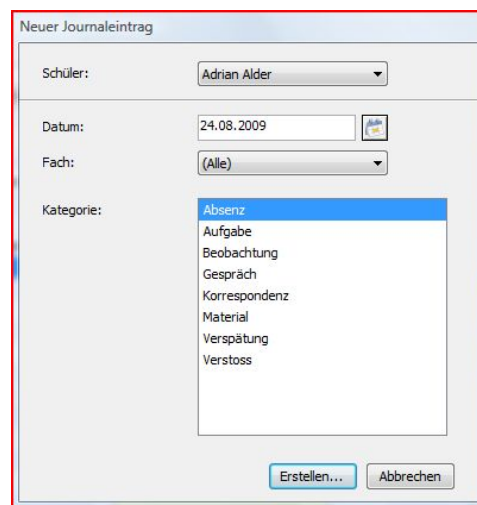 Neuer Journaleintrag
Schüler: Adrian Alder
Datum: 24.08.2009
Fach: (Alle)
Kategorie: Absenz
Aufgabe
Beobachtung
Gespräch
Korrespondenz
Material
Verspätung
Verstoss
Erstellen... Abbrechen